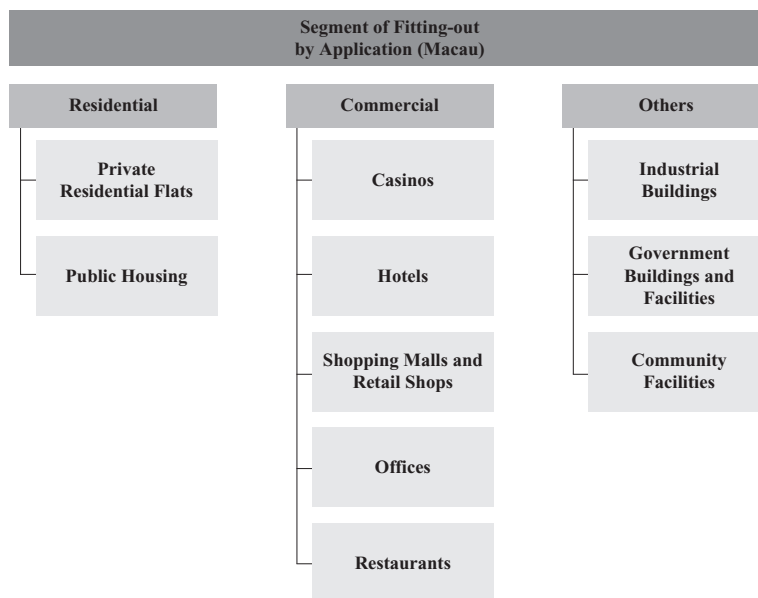 Segment of Fitting-out
by Application (Macau)
Residential
Private
Residential Flats
Public Housing
Commercial
Casinos
Hotels
Shopping Malls and
Retail Shops
Offices
Restaurants
Others
Industrial
Buildings
Government
Buildings and
Facilities
Community
Facilities